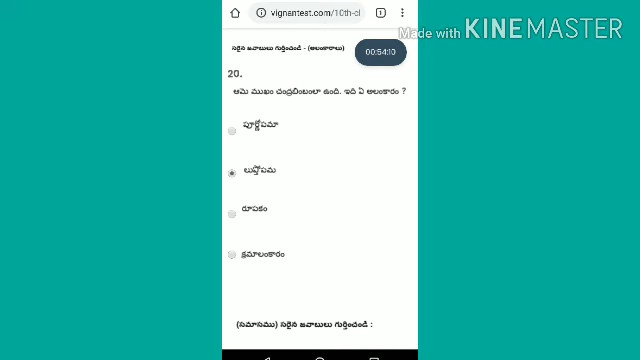 vignantest.com/10th-cl
1
Made with KINEMASTER
సరైన జవాబులు గుర్తించండి - (అలంకారాలు)
00:54:10
20.
ఆమె ముఖం చంద్రబింబంలా ఉంది. ఇది ఏ అలంకారం ?
పూర్ణోపమా
లుప్తోపమ
రూపకం
క్రమాలంకారం
(సమాసము) సరైన జవాబులు గుర్తించండి :